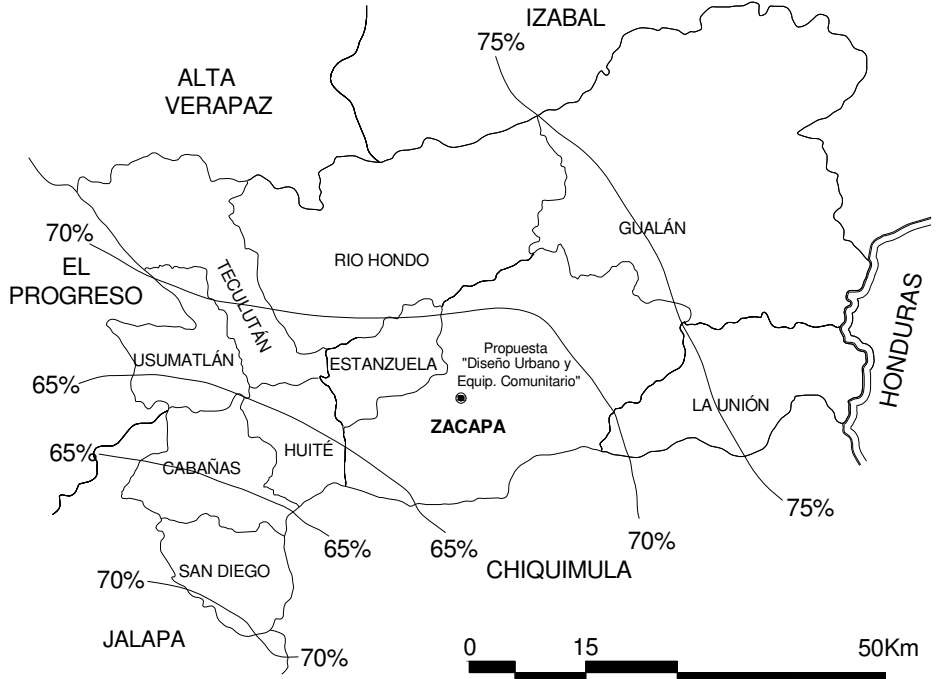 IZABAL
75%
ALTA
VERAPAZ
GUALÁN
70%
RIO HONDO
EL
PROGRESO
TECULUTÁN
HONDURAS
USUMATLÁN
ESTANZUELA
Propuesta
"Diseño Urbano y
Equip. Comunitario"
65%
LA UNIÓN
ZACAPA
65%
CABAÑAS
HUITÉ
75%
65%
65%
70%
CHIQUIMULA
SAN DIEGO
70%
JALAPA
70%
0 15 50Km